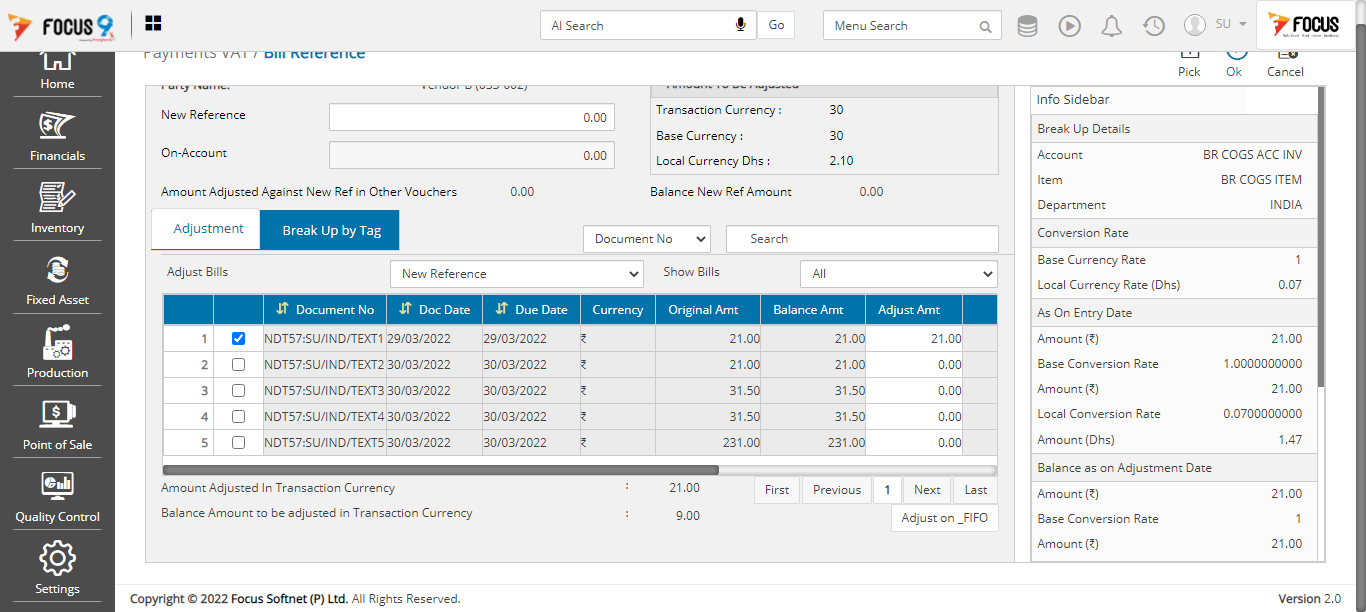 FOCUS 9
AI Search
Go
Menu Search
SU
FOCUS
Payments VAT / Bill Reference
Pick
Ok
Cancel
Home
Financials
Inventory
Fixed Asset
Production
Point of Sale
Quality Control
Settings
Party Name: Vendor B (053-002)
New Reference 0.00
On-Account 0.00
Amount To Be Adjusted
Transaction Currency : 30
Base Currency : 30
Local Currency Dhs : 2.10
Amount Adjusted Against New Ref in Other Vouchers 0.00
Balance New Ref Amount 0.00
Adjustment
Break Up by Tag
Document No
Search
Adjust Bills New Reference
Show Bills All
Document No Doc Date Due Date Currency Original Amt Balance Amt Adjust Amt
1 NDT57:SU/IND/TEXT1 29/03/2022 29/03/2022 ₹ 21.00 21.00 21.00
2 NDT57:SU/IND/TEXT2 30/03/2022 30/03/2022 ₹ 21.00 21.00 0.00
3 NDT57:SU/IND/TEXT3 30/03/2022 30/03/2022 ₹ 31.50 31.50 0.00
4 NDT57:SU/IND/TEXT4 30/03/2022 30/03/2022 ₹ 31.50 31.50 0.00
5 NDT57:SU/IND/TEXT5 30/03/2022 30/03/2022 ₹ 231.00 231.00 0.00
Amount Adjusted In Transaction Currency : 21.00
First Previous 1 Next Last
Balance Amount to be adjusted in Transaction Currency : 9.00
Adjust on _FIFO
Info Sidebar
Break Up Details
Account BR COGS ACC INV
Item BR COGS ITEM
Department INDIA
Conversion Rate
Base Currency Rate 1
Local Currency Rate (Dhs) 0.07
As On Entry Date
Amount (₹) 21.00
Base Conversion Rate 1.0000000000
Amount (₹) 21.00
Local Conversion Rate 0.0700000000
Amount (Dhs) 1.47
Balance as on Adjustment Date
Amount (₹) 21.00
Base Conversion Rate 1
Amount (₹) 21.00
Copyright © 2022 Focus Softnet (P) Ltd. All Rights Reserved.
Version 2.0